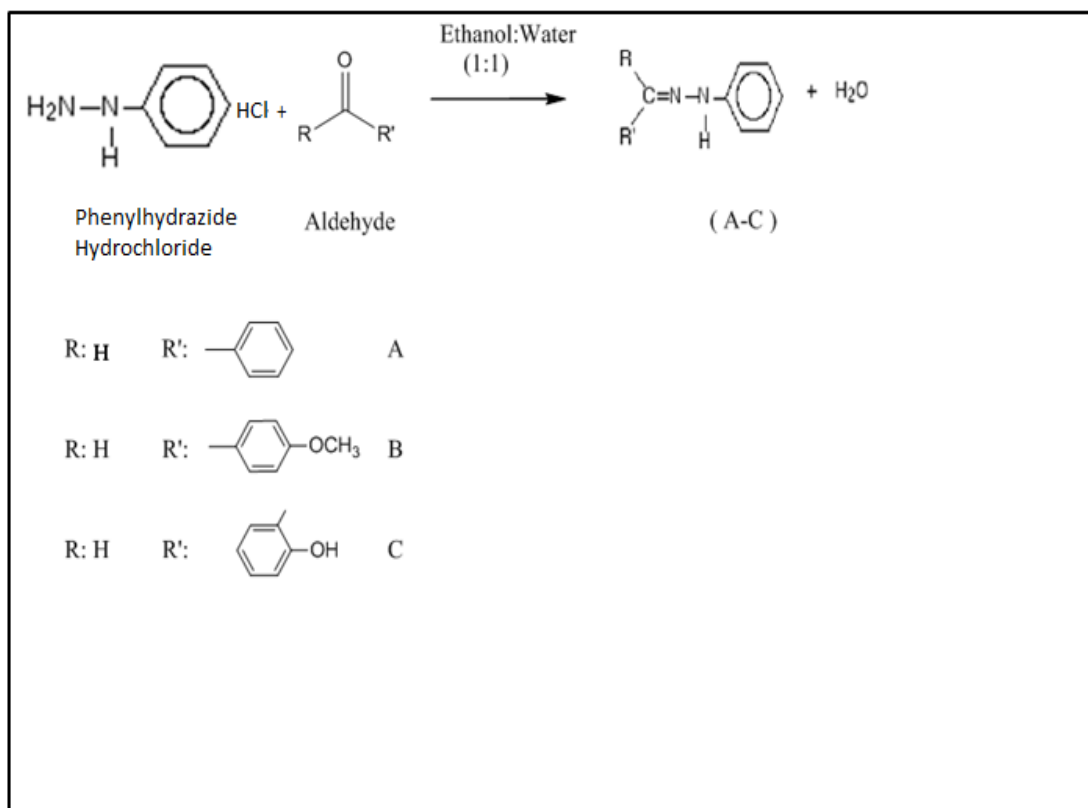 Ethanol:Water
(1:1)
H₂N–N
H
HCl +
O
R R'
R
C=N–N
R' H
+ H₂O
Phenylhydrazide
Hydrochloride
Aldehyde
( A-C )
R: H R': A
R: H R': OCH₃ B
R: H R': OH C